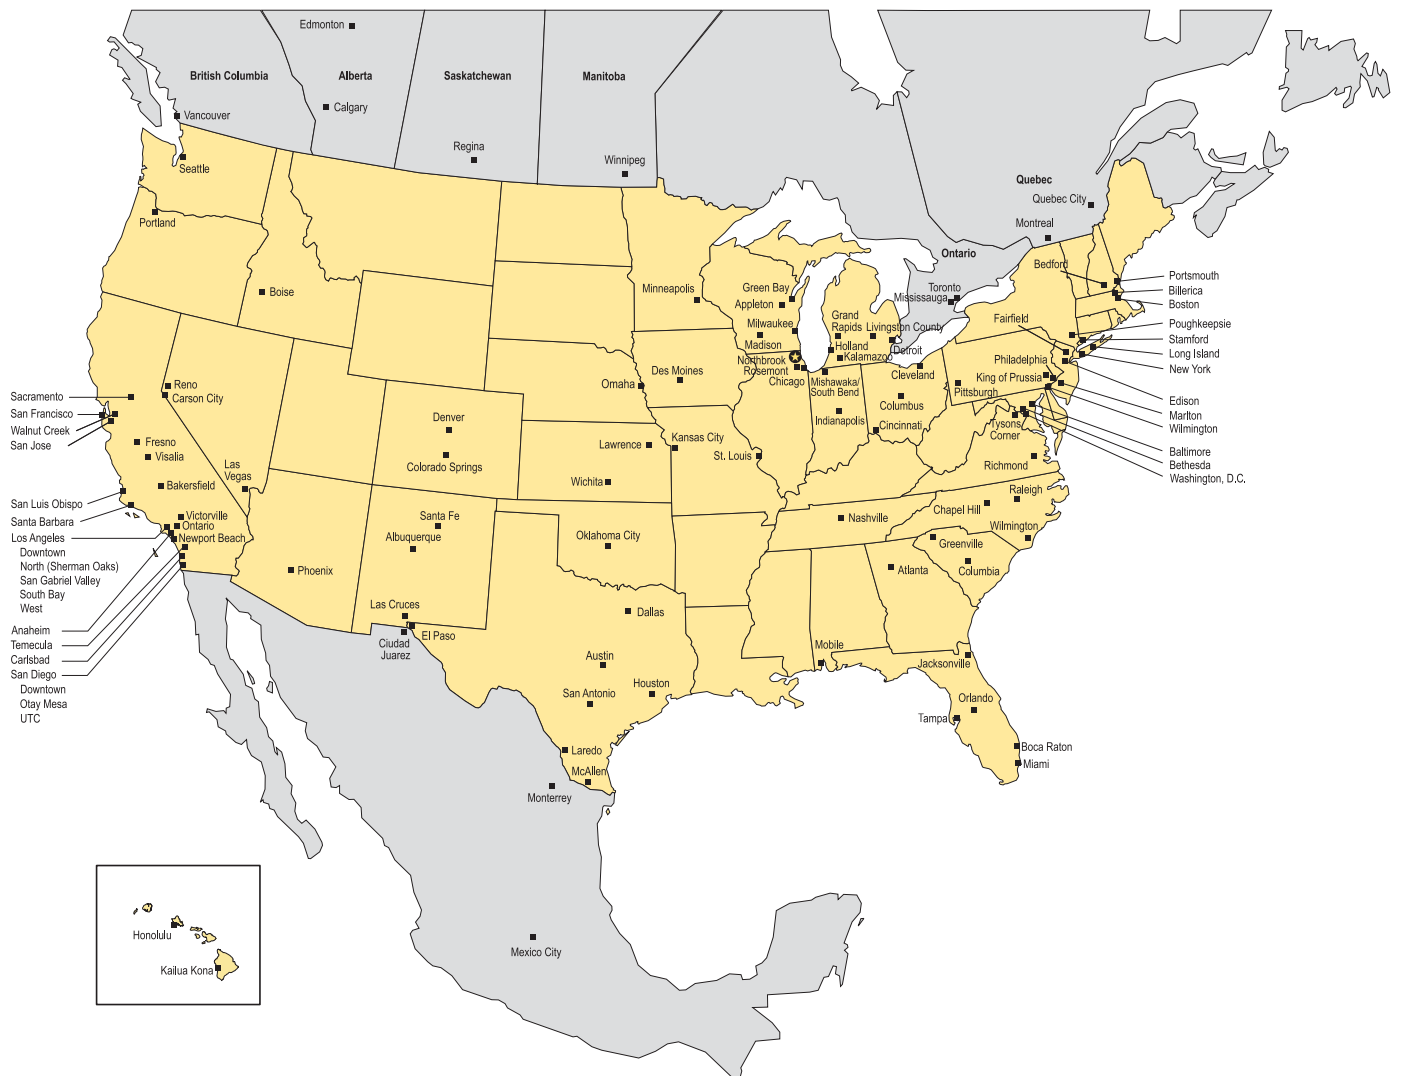 Edmonton
British Columbia
Alberta
Saskatchewan
Manitoba
Calgary
Vancouver
Regina
Winnipeg
Quebec
Quebec City
Montreal
Ontario
Toronto
Mississauga
Seattle
Portland
Boise
Minneapolis
Green Bay
Appleton
Milwaukee
Madison
Northbrook
Rosemont
Chicago
Grand
Rapids
Livingston County
Holland
Kalamazoo
Detroit
Mishawaka/
South Bend
Cleveland
Bedford
Fairfield
Philadelphia
King of Prussia
Pittsburgh
Portsmouth
Billerica
Boston
Poughkeepsie
Stamford
Long Island
New York
Edison
Marlton
Wilmington
Baltimore
Bethesda
Washington, D.C.
Tysons
Corner
Richmond
Reno
Carson City
Sacramento
San Francisco
Walnut Creek
San Jose
Fresno
Visalia
Las
Vegas
Bakersfield
San Luis Obispo
Santa Barbara
Los Angeles
Downtown
North (Sherman Oaks)
San Gabriel Valley
South Bay
West
Victorville
Ontario
Newport Beach
Anaheim
Temecula
Carlsbad
San Diego
Downtown
Otay Mesa
UTC
Denver
Colorado Springs
Omaha
Des Moines
Lawrence
Kansas City
St. Louis
Wichita
Indianapolis
Columbus
Cincinnati
Raleigh
Chapel Hill
Wilmington
Nashville
Greenville
Columbia
Atlanta
Santa Fe
Albuquerque
Oklahoma City
Phoenix
Las Cruces
El Paso
Ciudad
Juarez
Dallas
Austin
San Antonio
Houston
Mobile
Jacksonville
Orlando
Tampa
Boca Raton
Miami
Laredo
McAllen
Monterrey
Mexico City
Honolulu
Kailua Kona